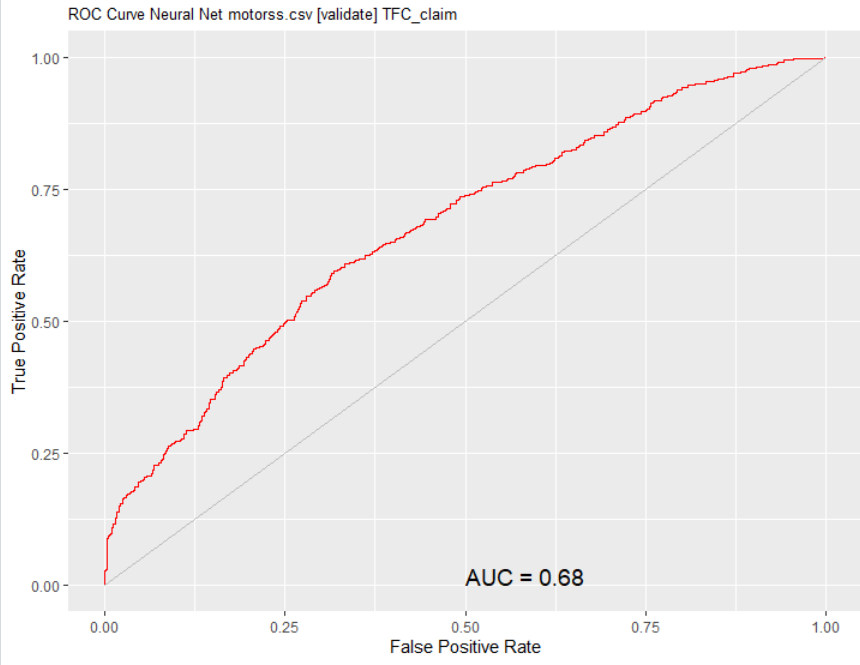 ROC Curve Neural Net motorss.csv [validate] TFC_claim
1.00
0.75
0.50
0.25
0.00
True Positive Rate
AUC = 0.68
0.00 0.25 0.50 0.75 1.00
False Positive Rate